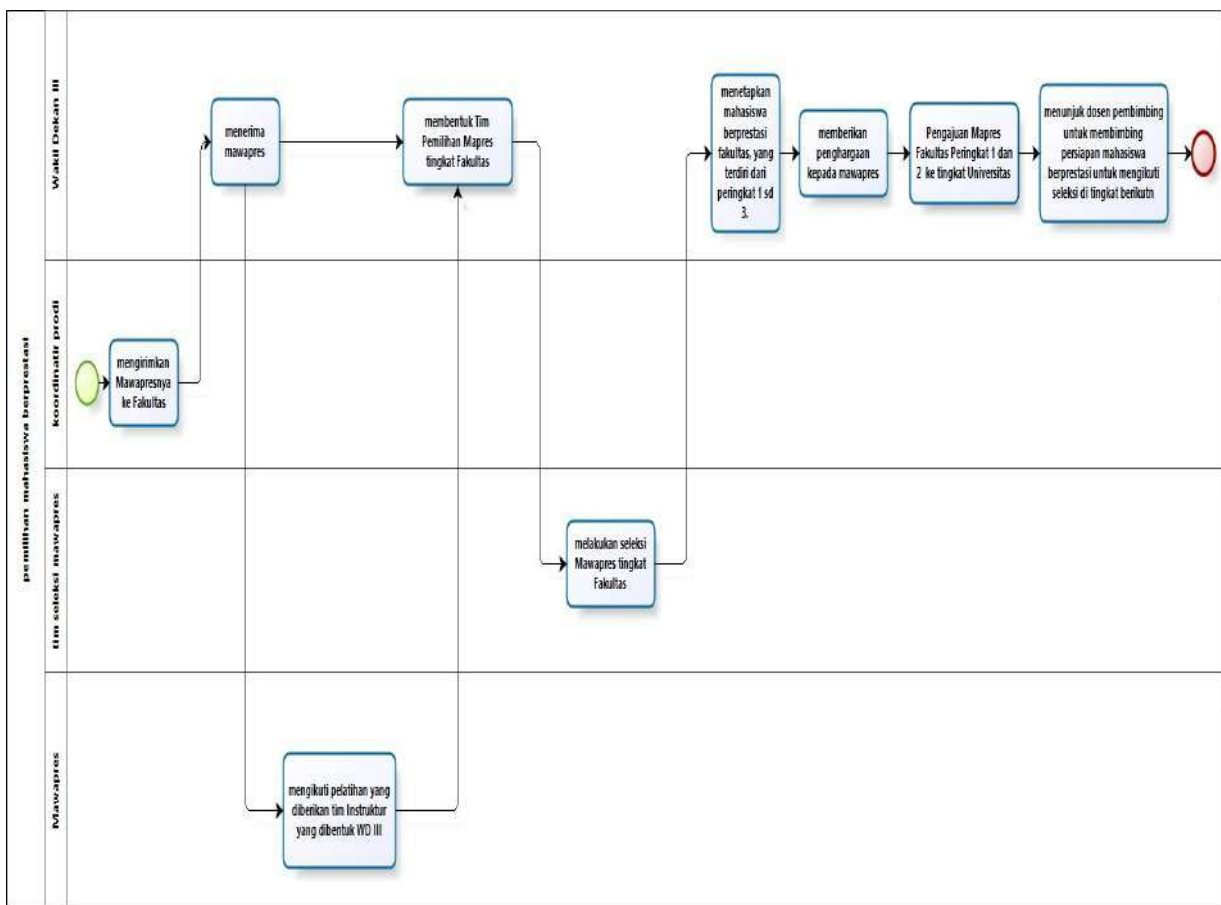 pemilihan mahasiswa berprestasi
Wakil Dekan III
menerima
mawapres
membentuk Tim
Pemilihan Mapres
tingkat Fakultas
menetapkan
mahasiswa
berprestasi
fakultas, yang
terdiri dari
peringkat 1 sd
3.
memberikan
penghargaan
kepada mawapres
Pengajuan Mapres
Fakultas Peringkat 1 dan
2 ke tingkat Universitas
menunjuk dosen pembimbing
untuk membimbing
persiapan mahasiswa
berprestasi untuk mengikuti
seleksi di tingkat berikutn
koordinatir prodi
mengirimkan
Mawapresnya
ke Fakultas
tim seleksi mawapres
melakukan seleksi
Mawapres tingkat
Fakultas
Mawapres
mengikuti pelatihan yang
diberikan tim Instruktur
yang dibentuk WD III